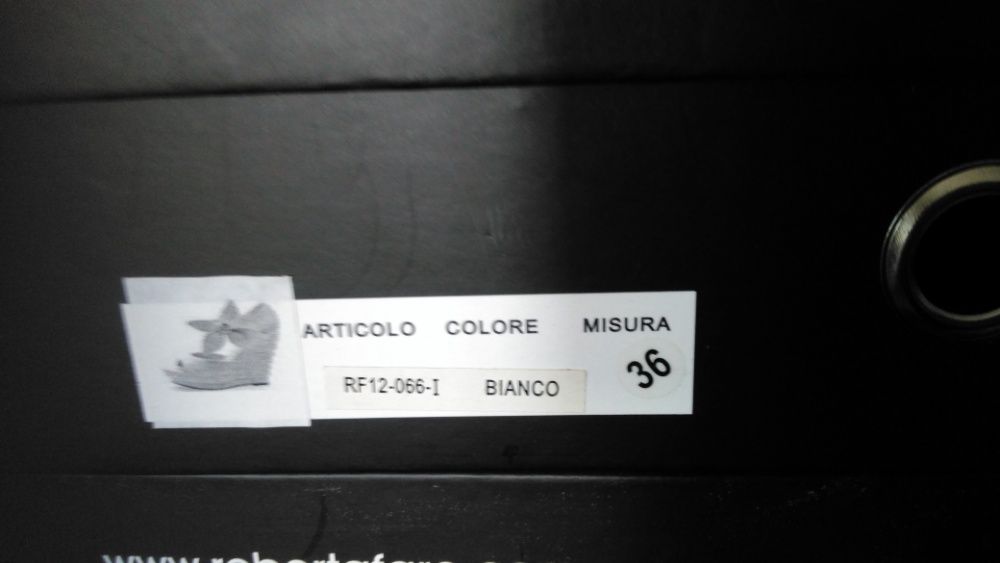 ARTICOLO COLORE MISURA
RF12-066-I BIANCO 36